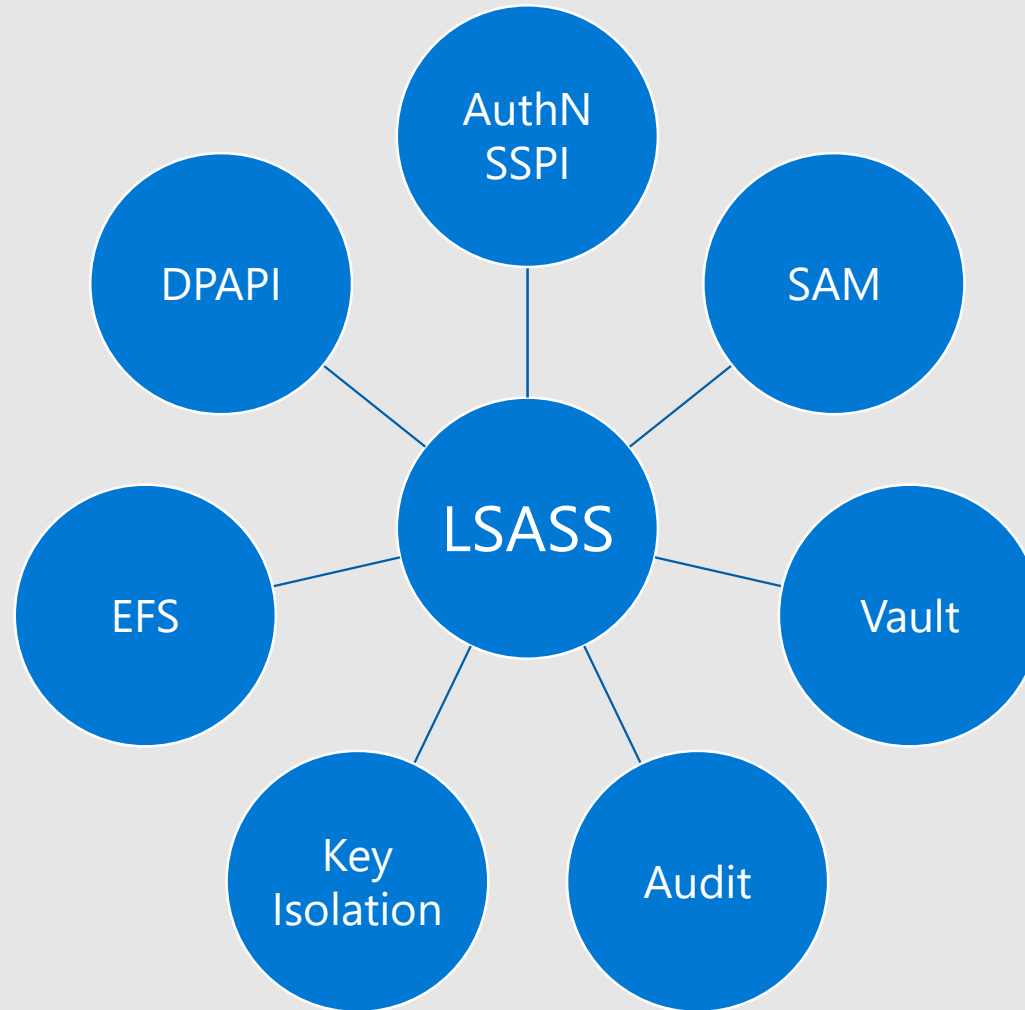 AuthN
SSPI
DPAPI
SAM
LSASS
EFS
Vault
Key
Isolation
Audit